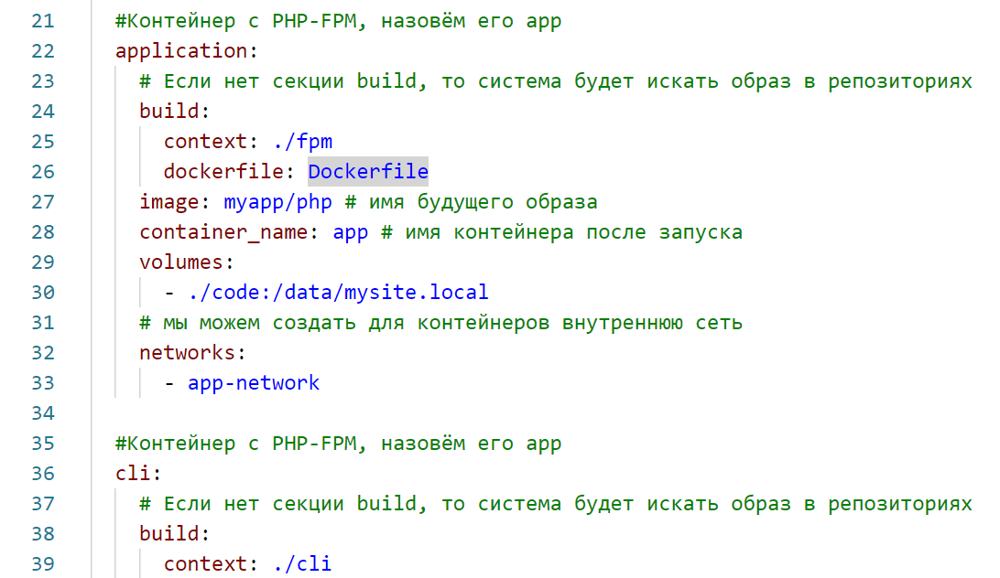 21 #Контейнер с PHP-FPM, назовём его app
22 application:
23 # Если нет секции build, то система будет искать образ в репозиториях
24 build:
25 context: ./fpm
26 dockerfile: Dockerfile
27 image: myapp/php # имя будущего образа
28 container_name: app # имя контейнера после запуска
29 volumes:
30 - ./code:/data/mysite.local
31 # мы можем создать для контейнеров внутреннюю сеть
32 networks:
33 - app-network
34
35 #Контейнер с PHP-FPM, назовём его app
36 cli:
37 # Если нет секции build, то система будет искать образ в репозиториях
38 build:
39 context: ./cli